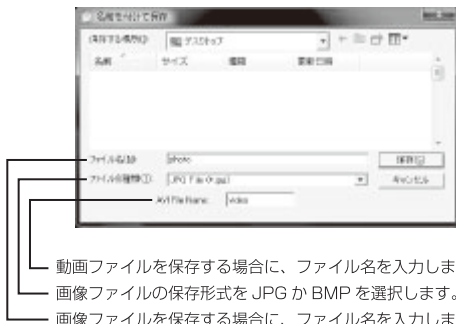 名前を付けて保存
保存する場所(I):
デスクトップ
名前 サイズ 種類 更新日時
ファイル名(N): photo 保存(S)
ファイルの種類(T): JPG File (*.jpg) キャンセル
AVI File Name: video
動画ファイルを保存する場合に、ファイル名を入力しま
画像ファイルの保存形式を JPG か BMP を選択します。
画像ファイルを保存する場合に、ファイル名を入力しま